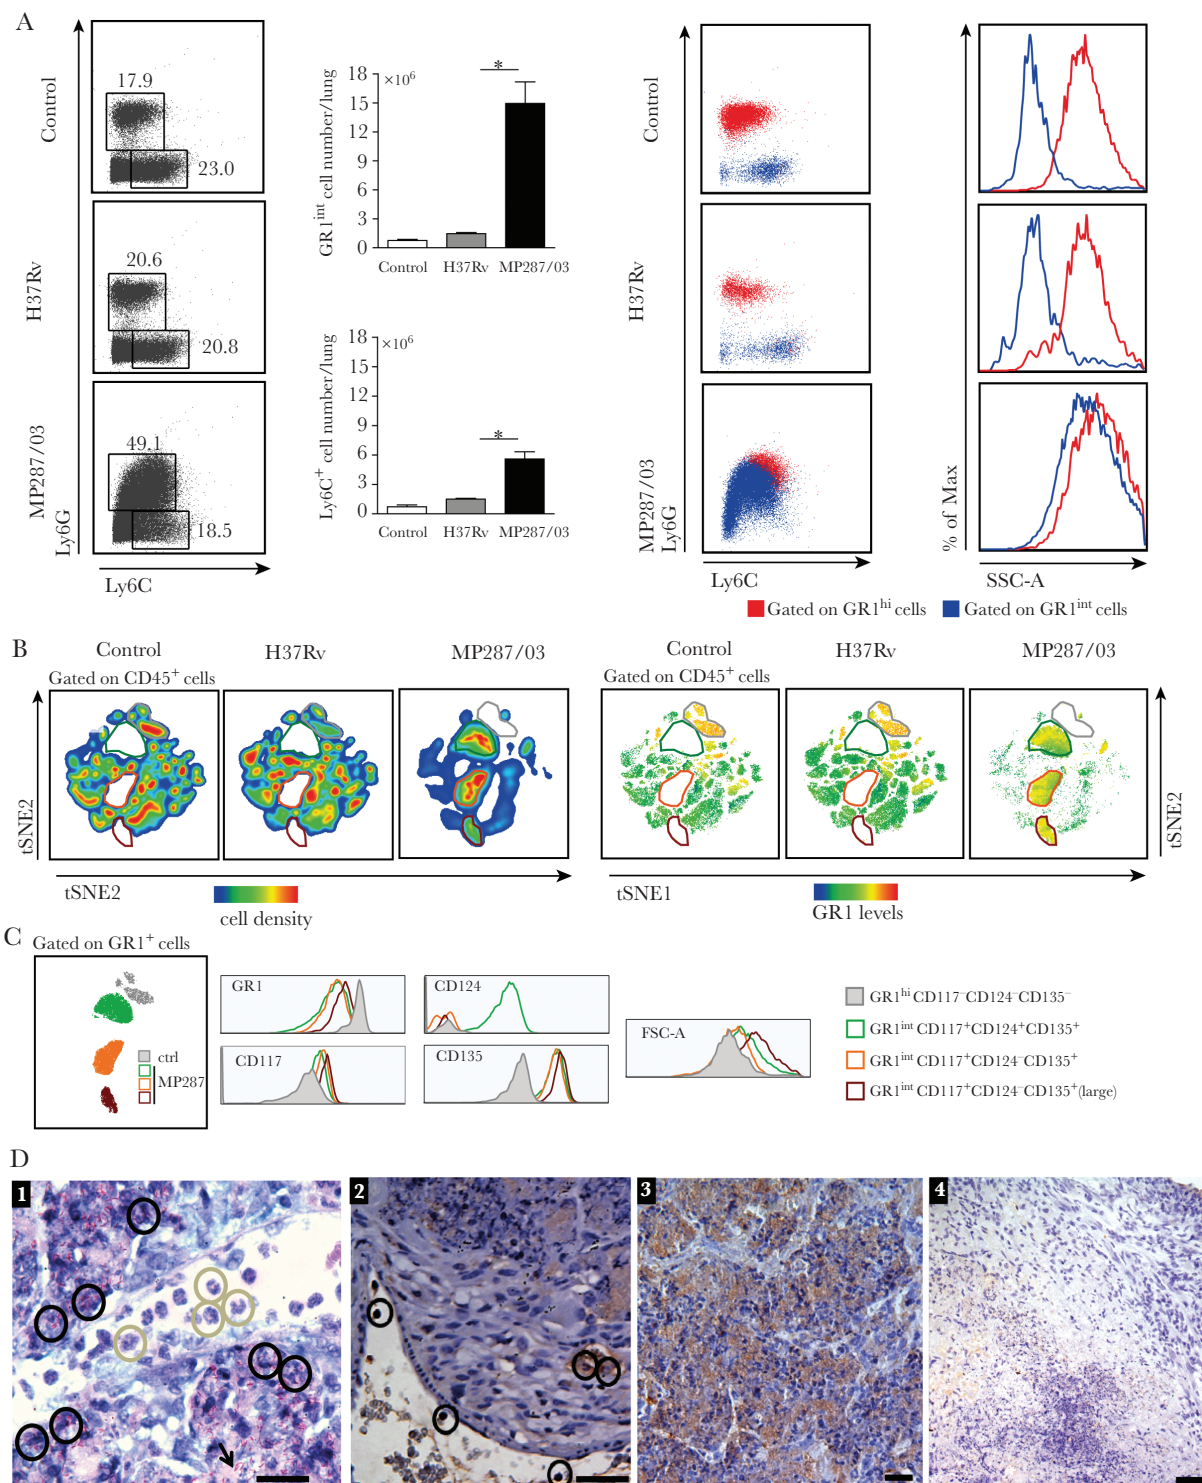 A
Control
17.9
23.0
H37Rv
20.6
20.8
MP287/03
Ly6G
49.1
18.5
Ly6C
GR1int cell number/lung
×10⁶
18
15
12
9
6
3
0
*
Control H37Rv MP287/03
Ly6C⁺ cell number/lung
×10⁶
18
15
12
9
6
3
0
*
Control H37Rv MP287/03
Control
H37Rv
MP287/03
Ly6G
Ly6C
% of Max
SSC-A
Gated on GR1hi cells
Gated on GR1int cells
B
Control H37Rv MP287/03
Gated on CD45⁺ cells
tSNE2
tSNE2
cell density
Control H37Rv MP287/03
Gated on CD45⁺ cells
tSNE2
tSNE1
GR1 levels
C
Gated on GR1⁺ cells
ctrl
MP287
GR1
CD124
CD117
CD135
FSC-A
GR1hi CD117⁻CD124⁻CD135⁻
GR1int CD117⁺CD124⁺CD135⁺
GR1int CD117⁺CD124⁻CD135⁺
GR1int CD117⁺CD124⁻CD135⁺(large)
D
1
2
3
4